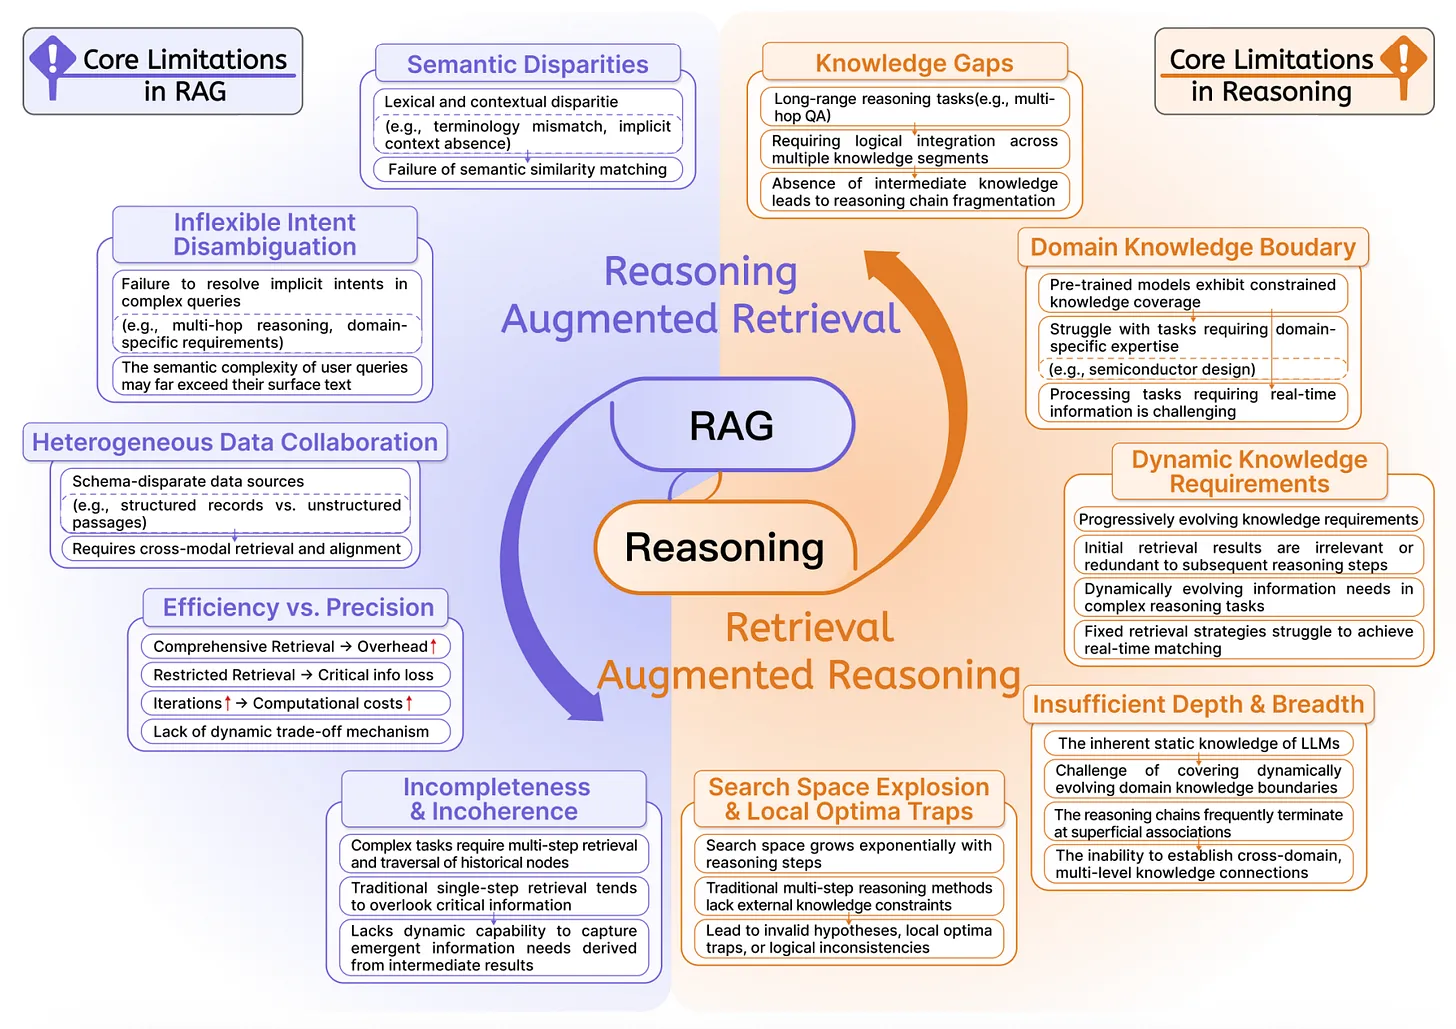 Core Limitations
in RAG
Semantic Disparities
Lexical and contextual disparitie
(e.g., terminology mismatch, implicit
context absence)
Failure of semantic similarity matching
Inflexible Intent
Disambiguation
Failure to resolve implicit intents in
complex queries
(e.g., multi-hop reasoning, domain-
specific requirements)
The semantic complexity of user queries
may far exceed their surface text
Heterogeneous Data Collaboration
Schema-disparate data sources
(e.g., structured records vs. unstructured
passages)
Requires cross-modal retrieval and alignment
Efficiency vs. Precision
Comprehensive Retrieval → Overhead↑
Restricted Retrieval → Critical info loss
Iterations↑ → Computational costs↑
Lack of dynamic trade-off mechanism
Incompleteness
& Incoherence
Complex tasks require multi-step retrieval
and traversal of historical nodes
Traditional single-step retrieval tends
to overlook critical information
Lacks dynamic capability to capture
emergent information needs derived
from intermediate results
Reasoning
Augmented Retrieval
RAG
Reasoning
Retrieval
Augmented Reasoning
Core Limitations
in Reasoning
Knowledge Gaps
Long-range reasoning tasks(e.g., multi-
hop QA)
Requiring logical integration across
multiple knowledge segments
Absence of intermediate knowledge
leads to reasoning chain fragmentation
Domain Knowledge Boudary
Pre-trained models exhibit constrained
knowledge coverage
Struggle with tasks requiring domain-
specific expertise
(e.g., semiconductor design)
Processing tasks requiring real-time
information is challenging
Dynamic Knowledge
Requirements
Progressively evolving knowledge requirements
Initial retrieval results are irrelevant or
redundant to subsequent reasoning steps
Dynamically evolving information needs in
complex reasoning tasks
Fixed retrieval strategies struggle to achieve
real-time matching
Insufficient Depth & Breadth
The inherent static knowledge of LLMs
Challenge of covering dynamically
evolving domain knowledge boundaries
The reasoning chains frequently terminate
at superficial associations
The inability to establish cross-domain,
multi-level knowledge connections
Search Space Explosion
& Local Optima Traps
Search space grows exponentially with
reasoning steps
Traditional multi-step reasoning methods
lack external knowledge constraints
Lead to invalid hypotheses, local optima
traps, or logical inconsistencies